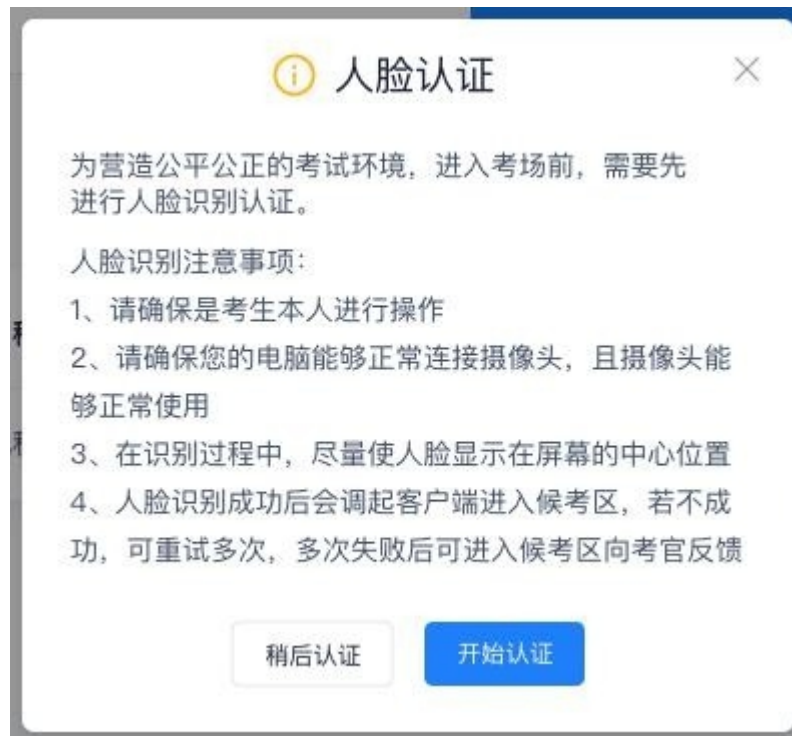 人脸认证
为营造公平公正的考试环境，进入考场前，需要先
进行人脸识别认证。
人脸识别注意事项：
1、请确保是考生本人进行操作
2、请确保您的电脑能够正常连接摄像头，且摄像头能
够正常使用
3、在识别过程中，尽量使人脸显示在屏幕的中心位置
4、人脸识别成功后会调起客户端进入候考区，若不成
功，可重试多次，多次失败后可进入候考区向考官反馈
稍后认证
开始认证